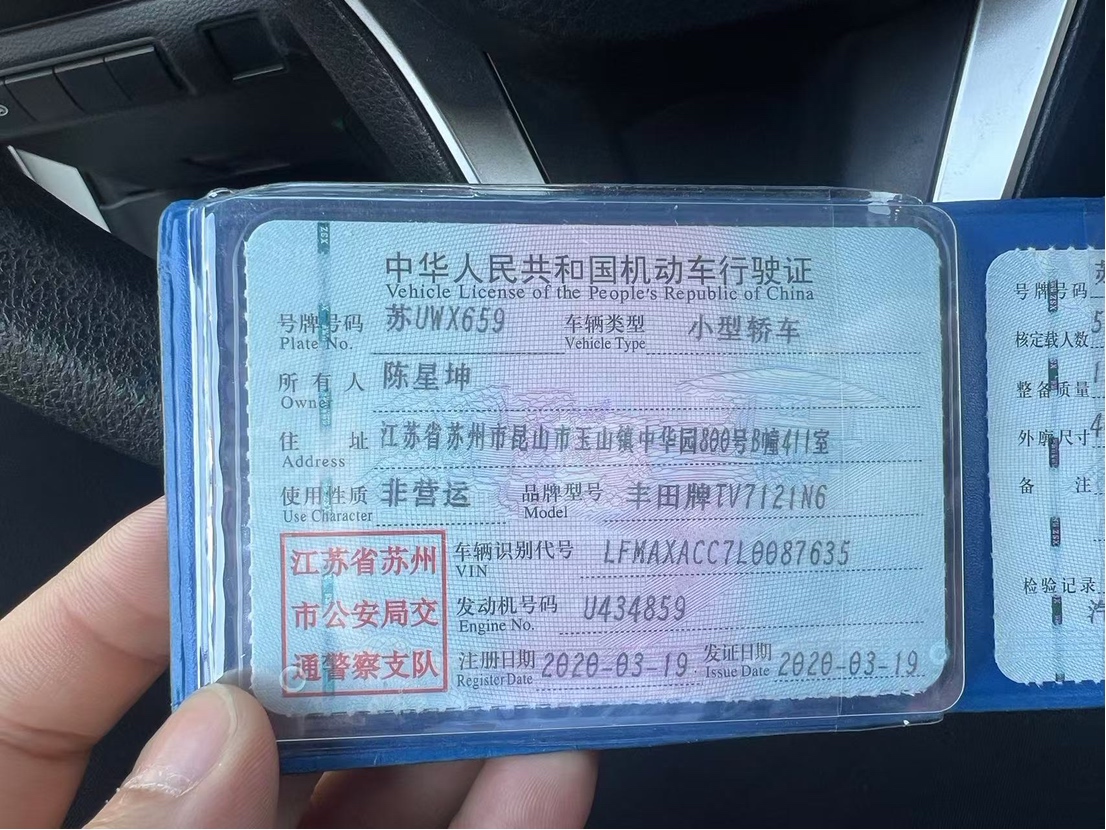 中华人民共和国机动车行驶证
Vehicle License of the People's Republic of China
号牌号码 苏UWX659 车辆类型 小型轿车
Plate No. Vehicle Type
所有人 陈星坤
Owner
住址 江苏省苏州市昆山市玉山镇中华园800号B幢411室
Address
使用性质 非营运 品牌型号 丰田牌TV7121N6
Use Character Model
江苏省苏州
市公安局交
通警察支队
车辆识别代号 LFMAXACC7L0087635
VIN
发动机号码 U434859
Engine No.
注册日期 2020-03-19 发证日期 2020-03-19
Register Date Issue Date
号牌号码 苏
核定载人数 5
整备质量 1
外廓尺寸 4
备注
检验记录